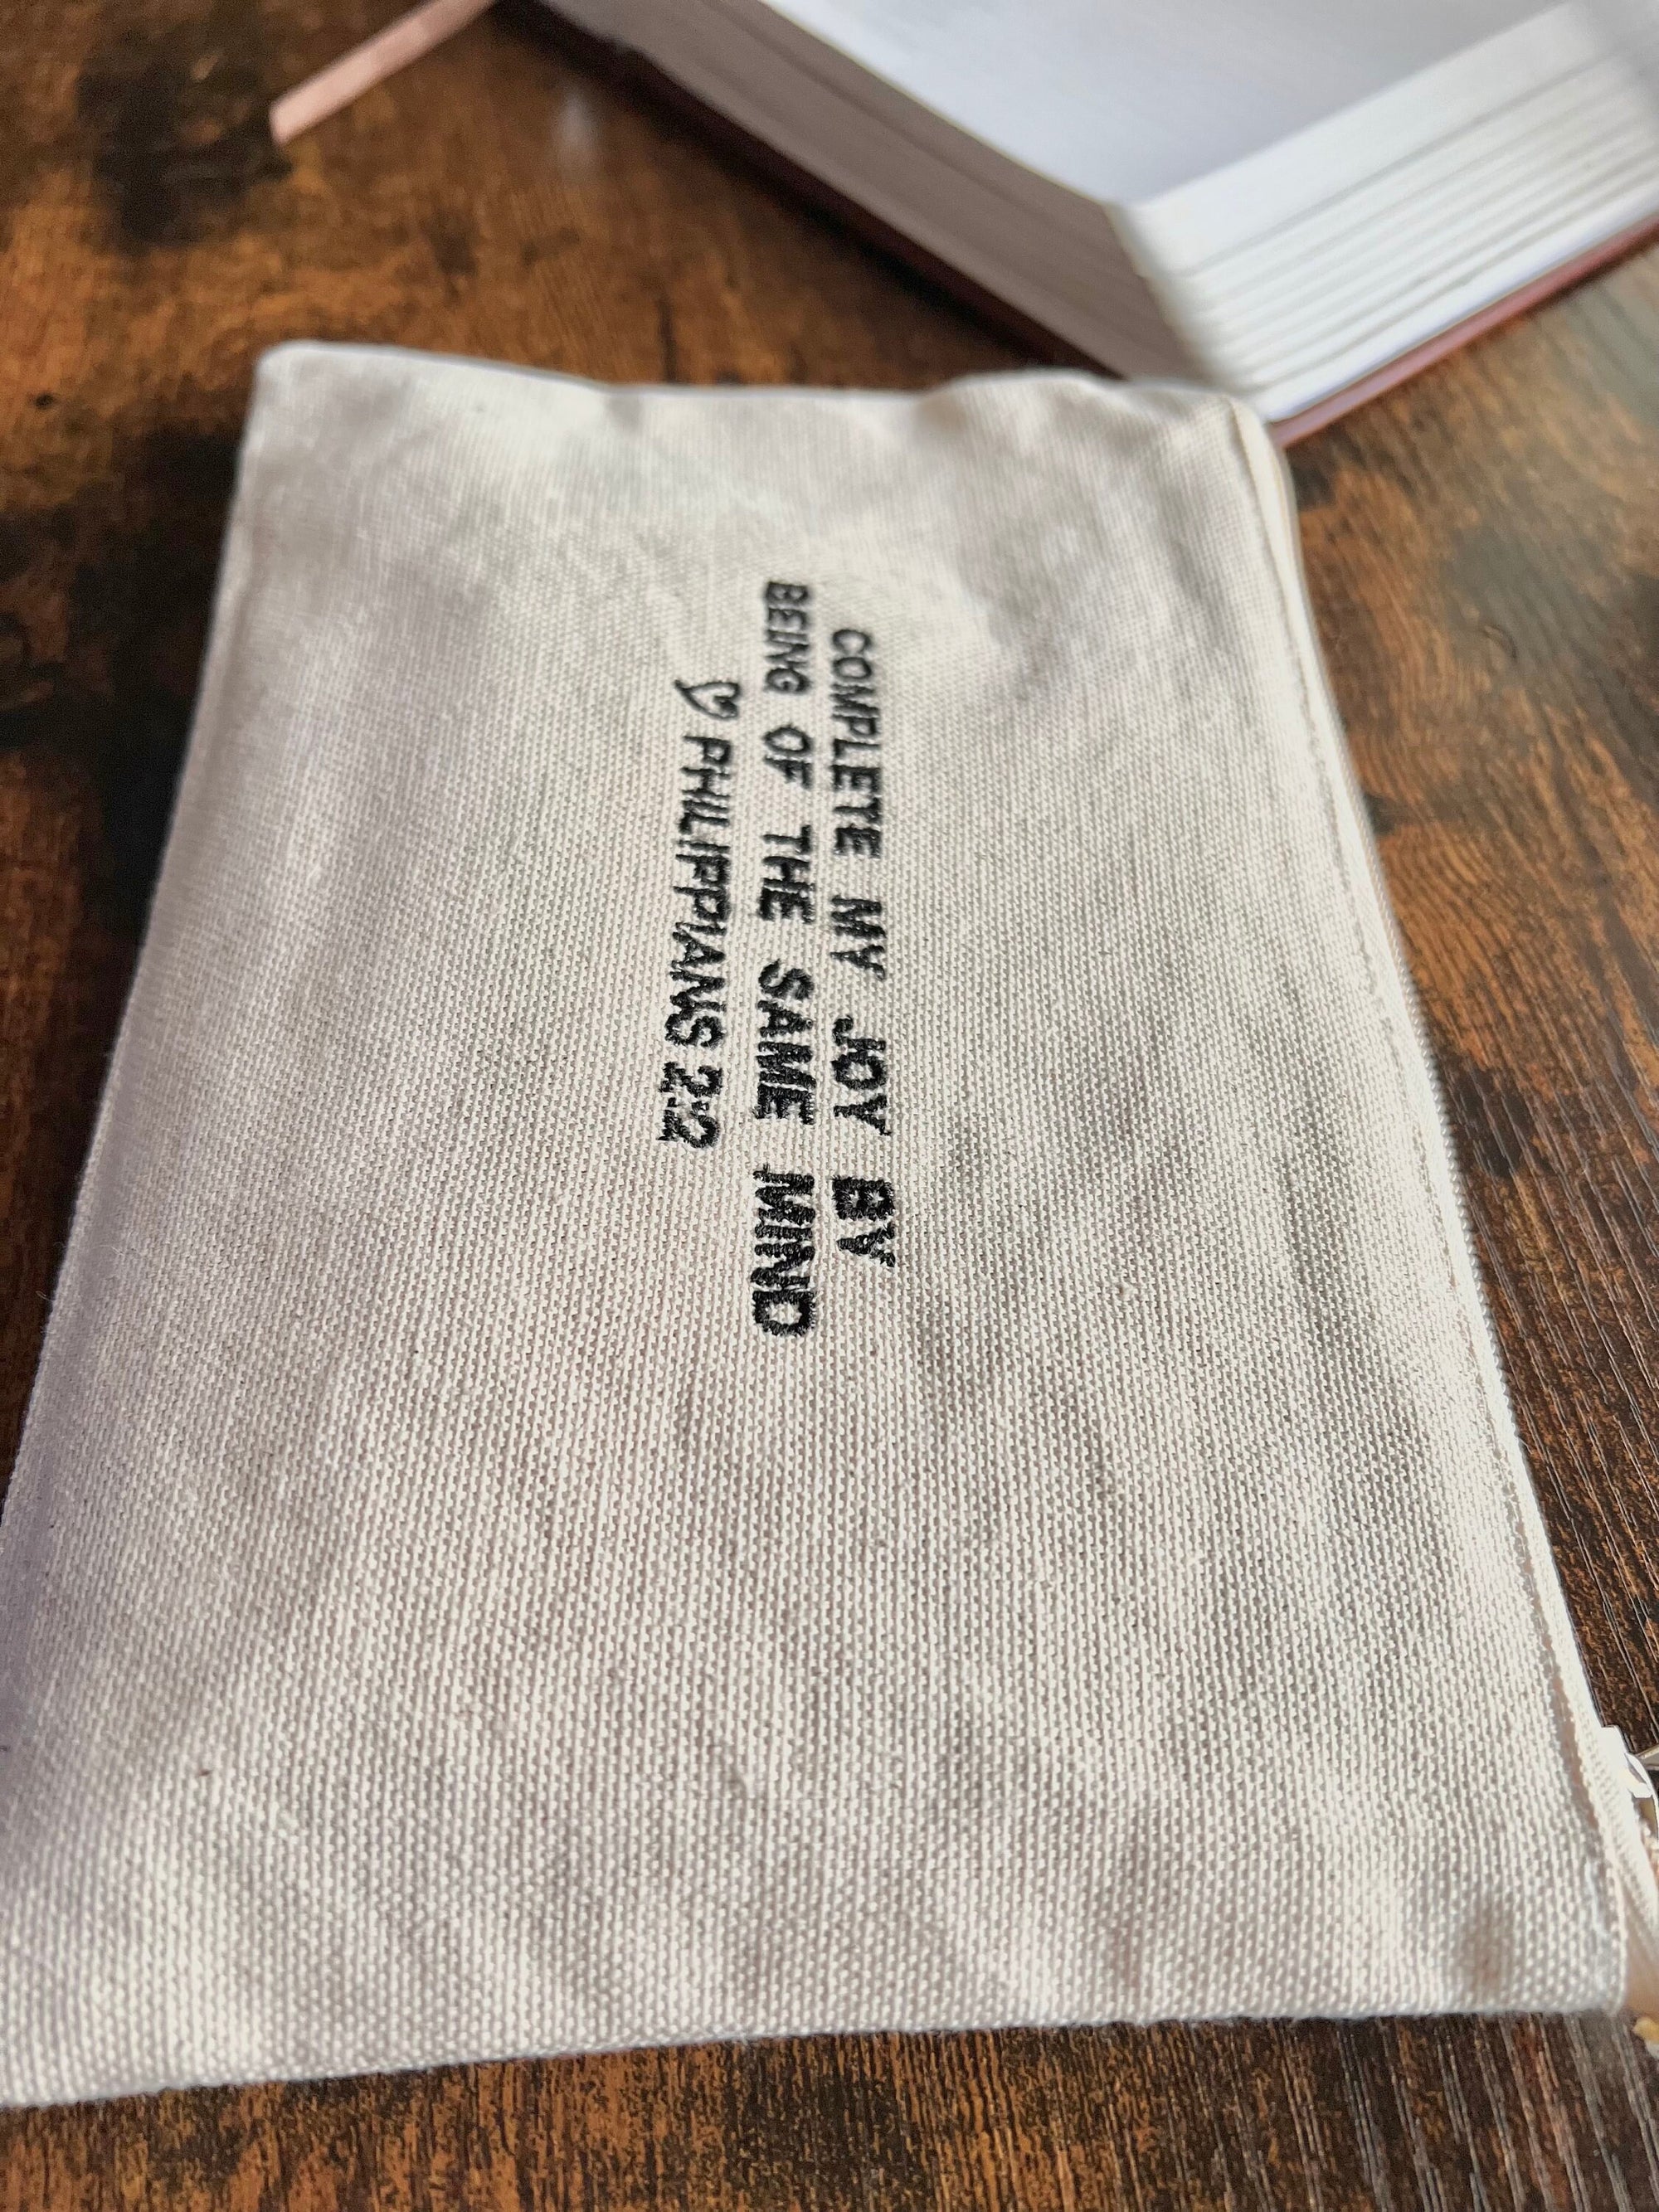 COMPLETE MY JOY BY
BEING OF THE SAME MIND
♡ PHILIPPIANS 2:2